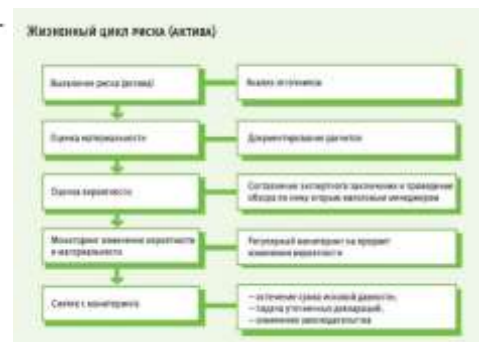 Жизненный цикл риска (актива)
Выявление риска (актива)
Анализ источников
Оценка материальности
Документирование расчетов
Оценка вероятности
Составление экспертного заключения и проведение
обзора по нему вторым налоговым менеджером
Мониторинг изменения вероятности
и материальности
Регулярный мониторинг на предмет
изменения вероятности
Снятие с мониторинга
– истечение срока исковой давности,
– подача уточненных деклараций,
– изменение законодательства